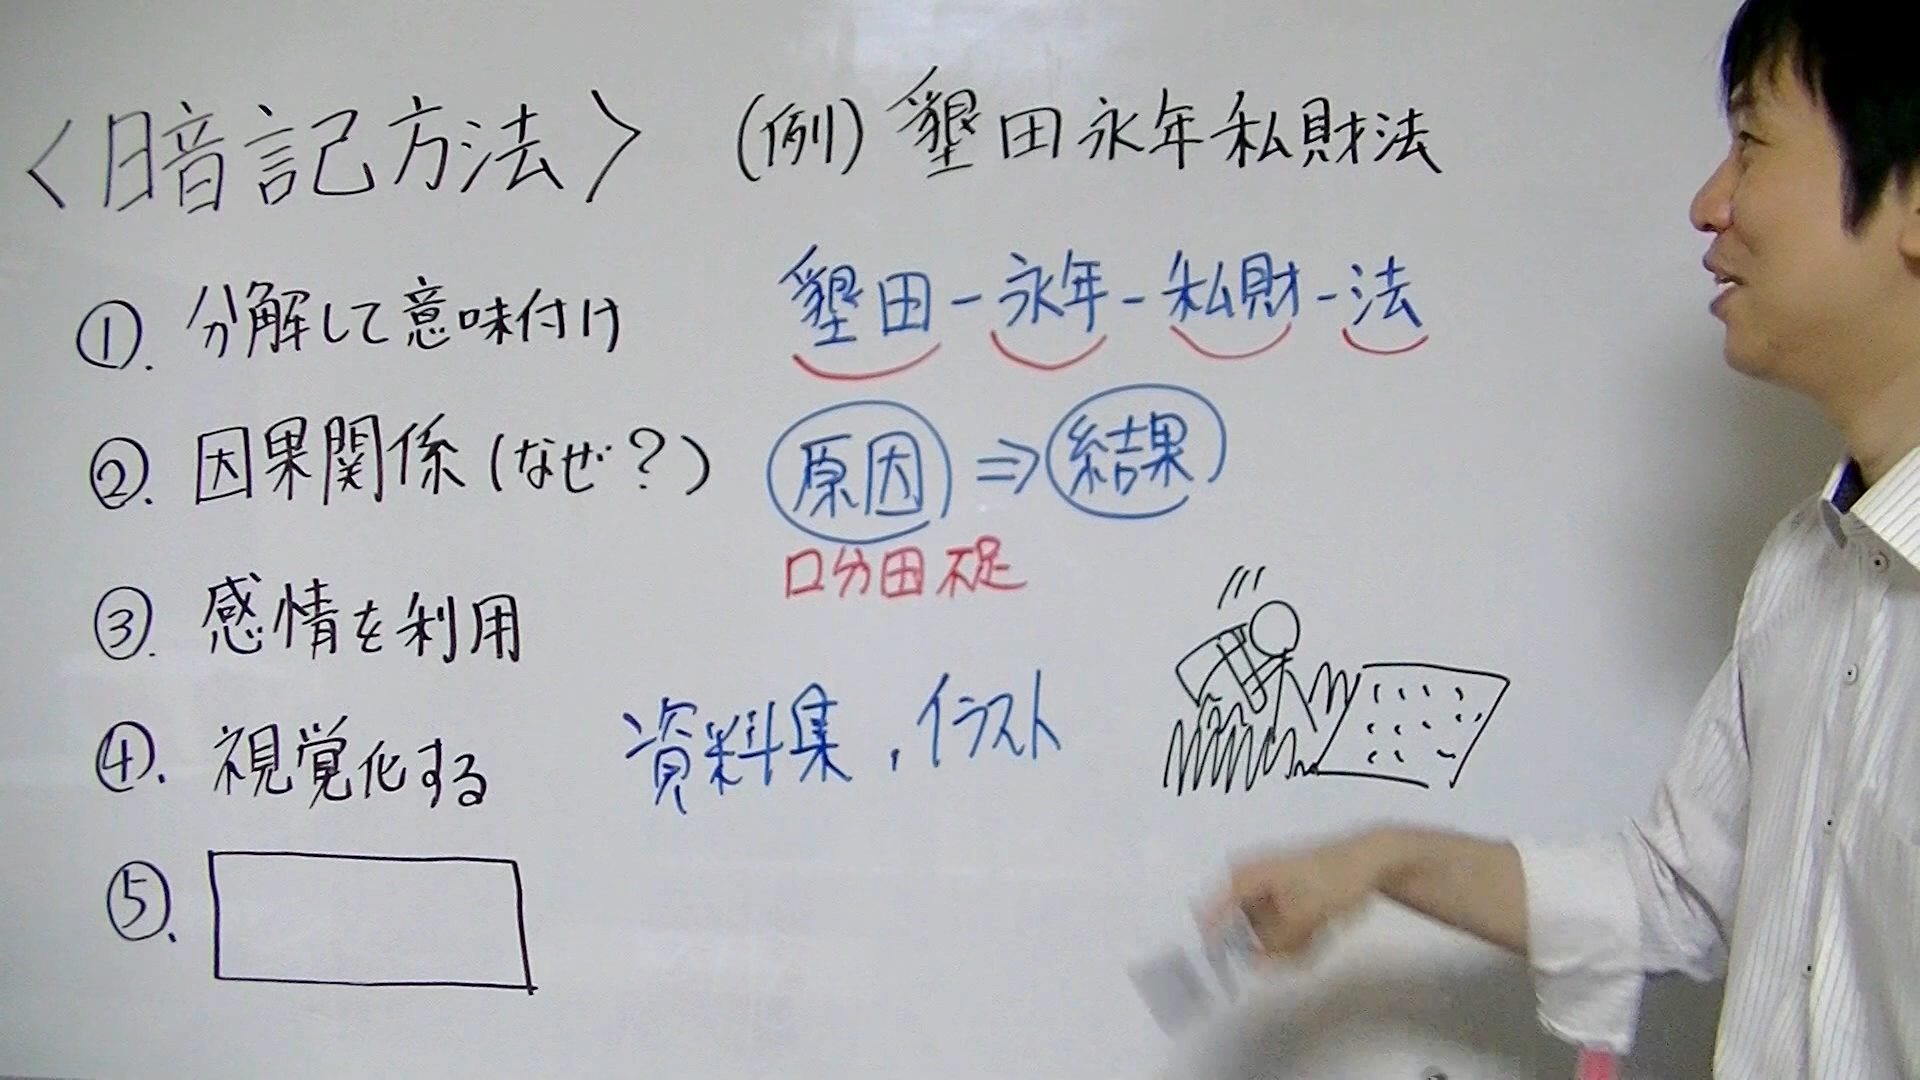 〈暗記方法〉 (例) 墾田永年私財法
①. 分解して意味付け 墾田-永年-私財-法
②. 因果関係(なぜ?) 原因⇒結果
口分田不足
③. 感情を利用
④. 視覚化する 資料集,イラスト
⑤.